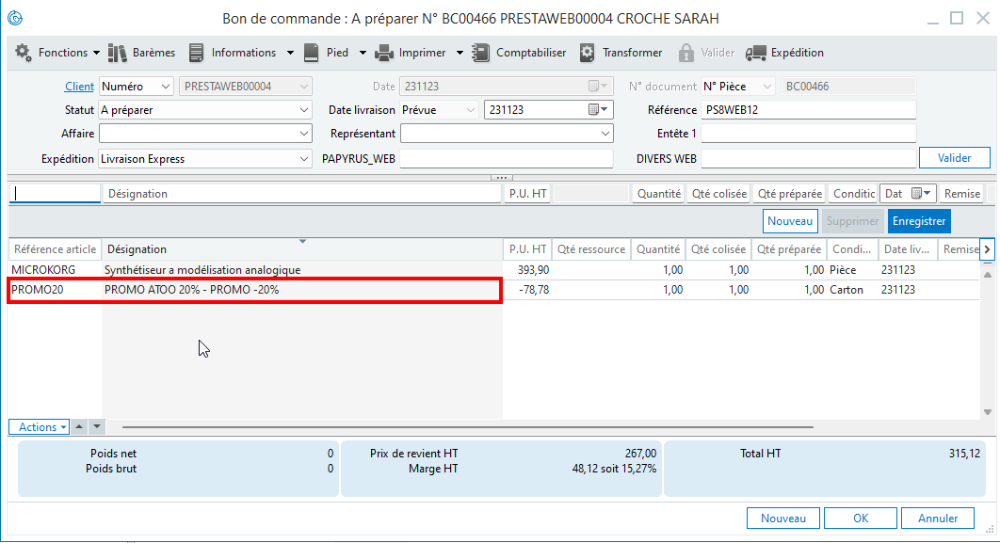 Bon de commande : A préparer N° BC00466 PRESTAWEB00004 CROCHE SARAH
Fonctions Barèmes Informations Pied Imprimer Comptabiliser Transformer Valider Expédition
Client Numéro PRESTAWEB00004 Date 231123 N° document N° Pièce BC00466
Statut A préparer Date livraison Prévue 231123 Référence PS8WEB12
Affaire Représentant Entête 1
Expédition Livraison Express PAPYRUS_WEB DIVERS WEB Valider
Désignation P.U. HT Quantité Qté colisée Qté préparée Conditic Dat Remise
Nouveau Supprimer Enregistrer
Référence article Désignation P.U. HT Qté ressource Quantité Qté colisée Qté préparée Condi... Date liv... Remise
MICROKORG Synthétiseur a modélisation analogique 393,90 1,00 1,00 1,00 Pièce 231123
PROMO20 PROMO ATOO 20% - PROMO -20% -78,78 1,00 1,00 1,00 Carton 231123
Actions
Poids net 0 Prix de revient HT 267,00 Total HT 315,12
Poids brut 0 Marge HT 48,12 soit 15,27%
Nouveau OK Annuler